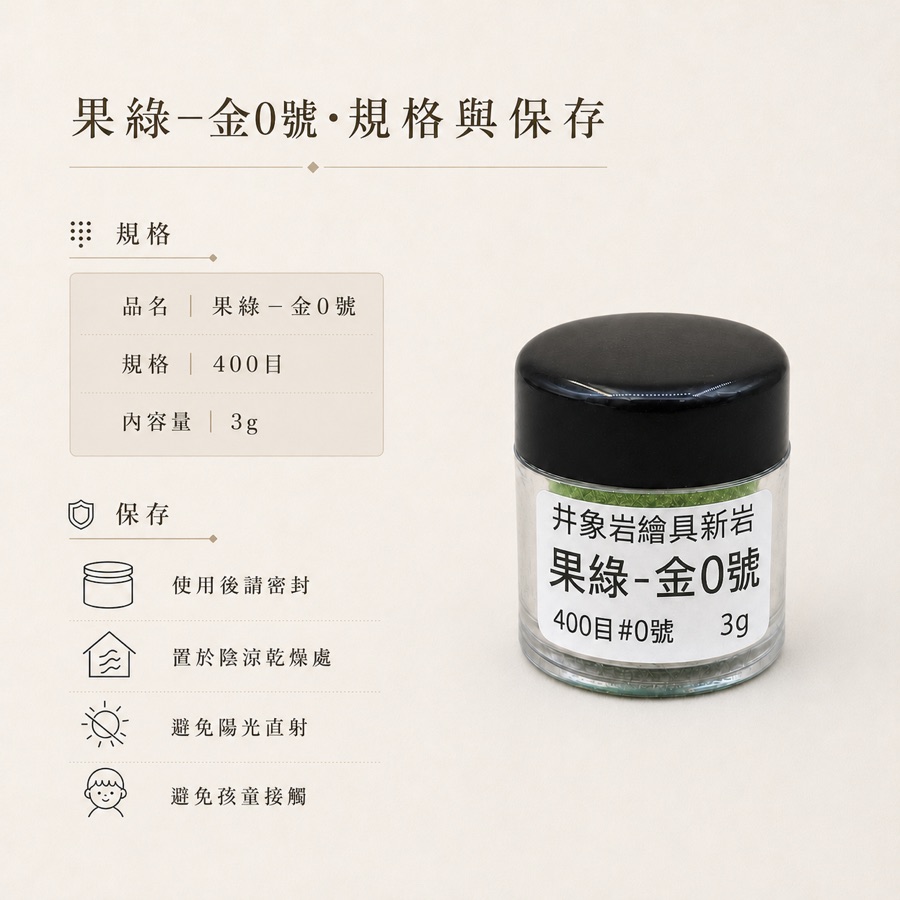 果綠－金0號・規格與保存
規格
品名｜果綠－金0號
規格｜400目
內容量｜3g
保存
使用後請密封
置於陰涼乾燥處
避免陽光直射
避免孩童接觸
井象岩繪具新岩
果綠-金0號
400目#0號 3g